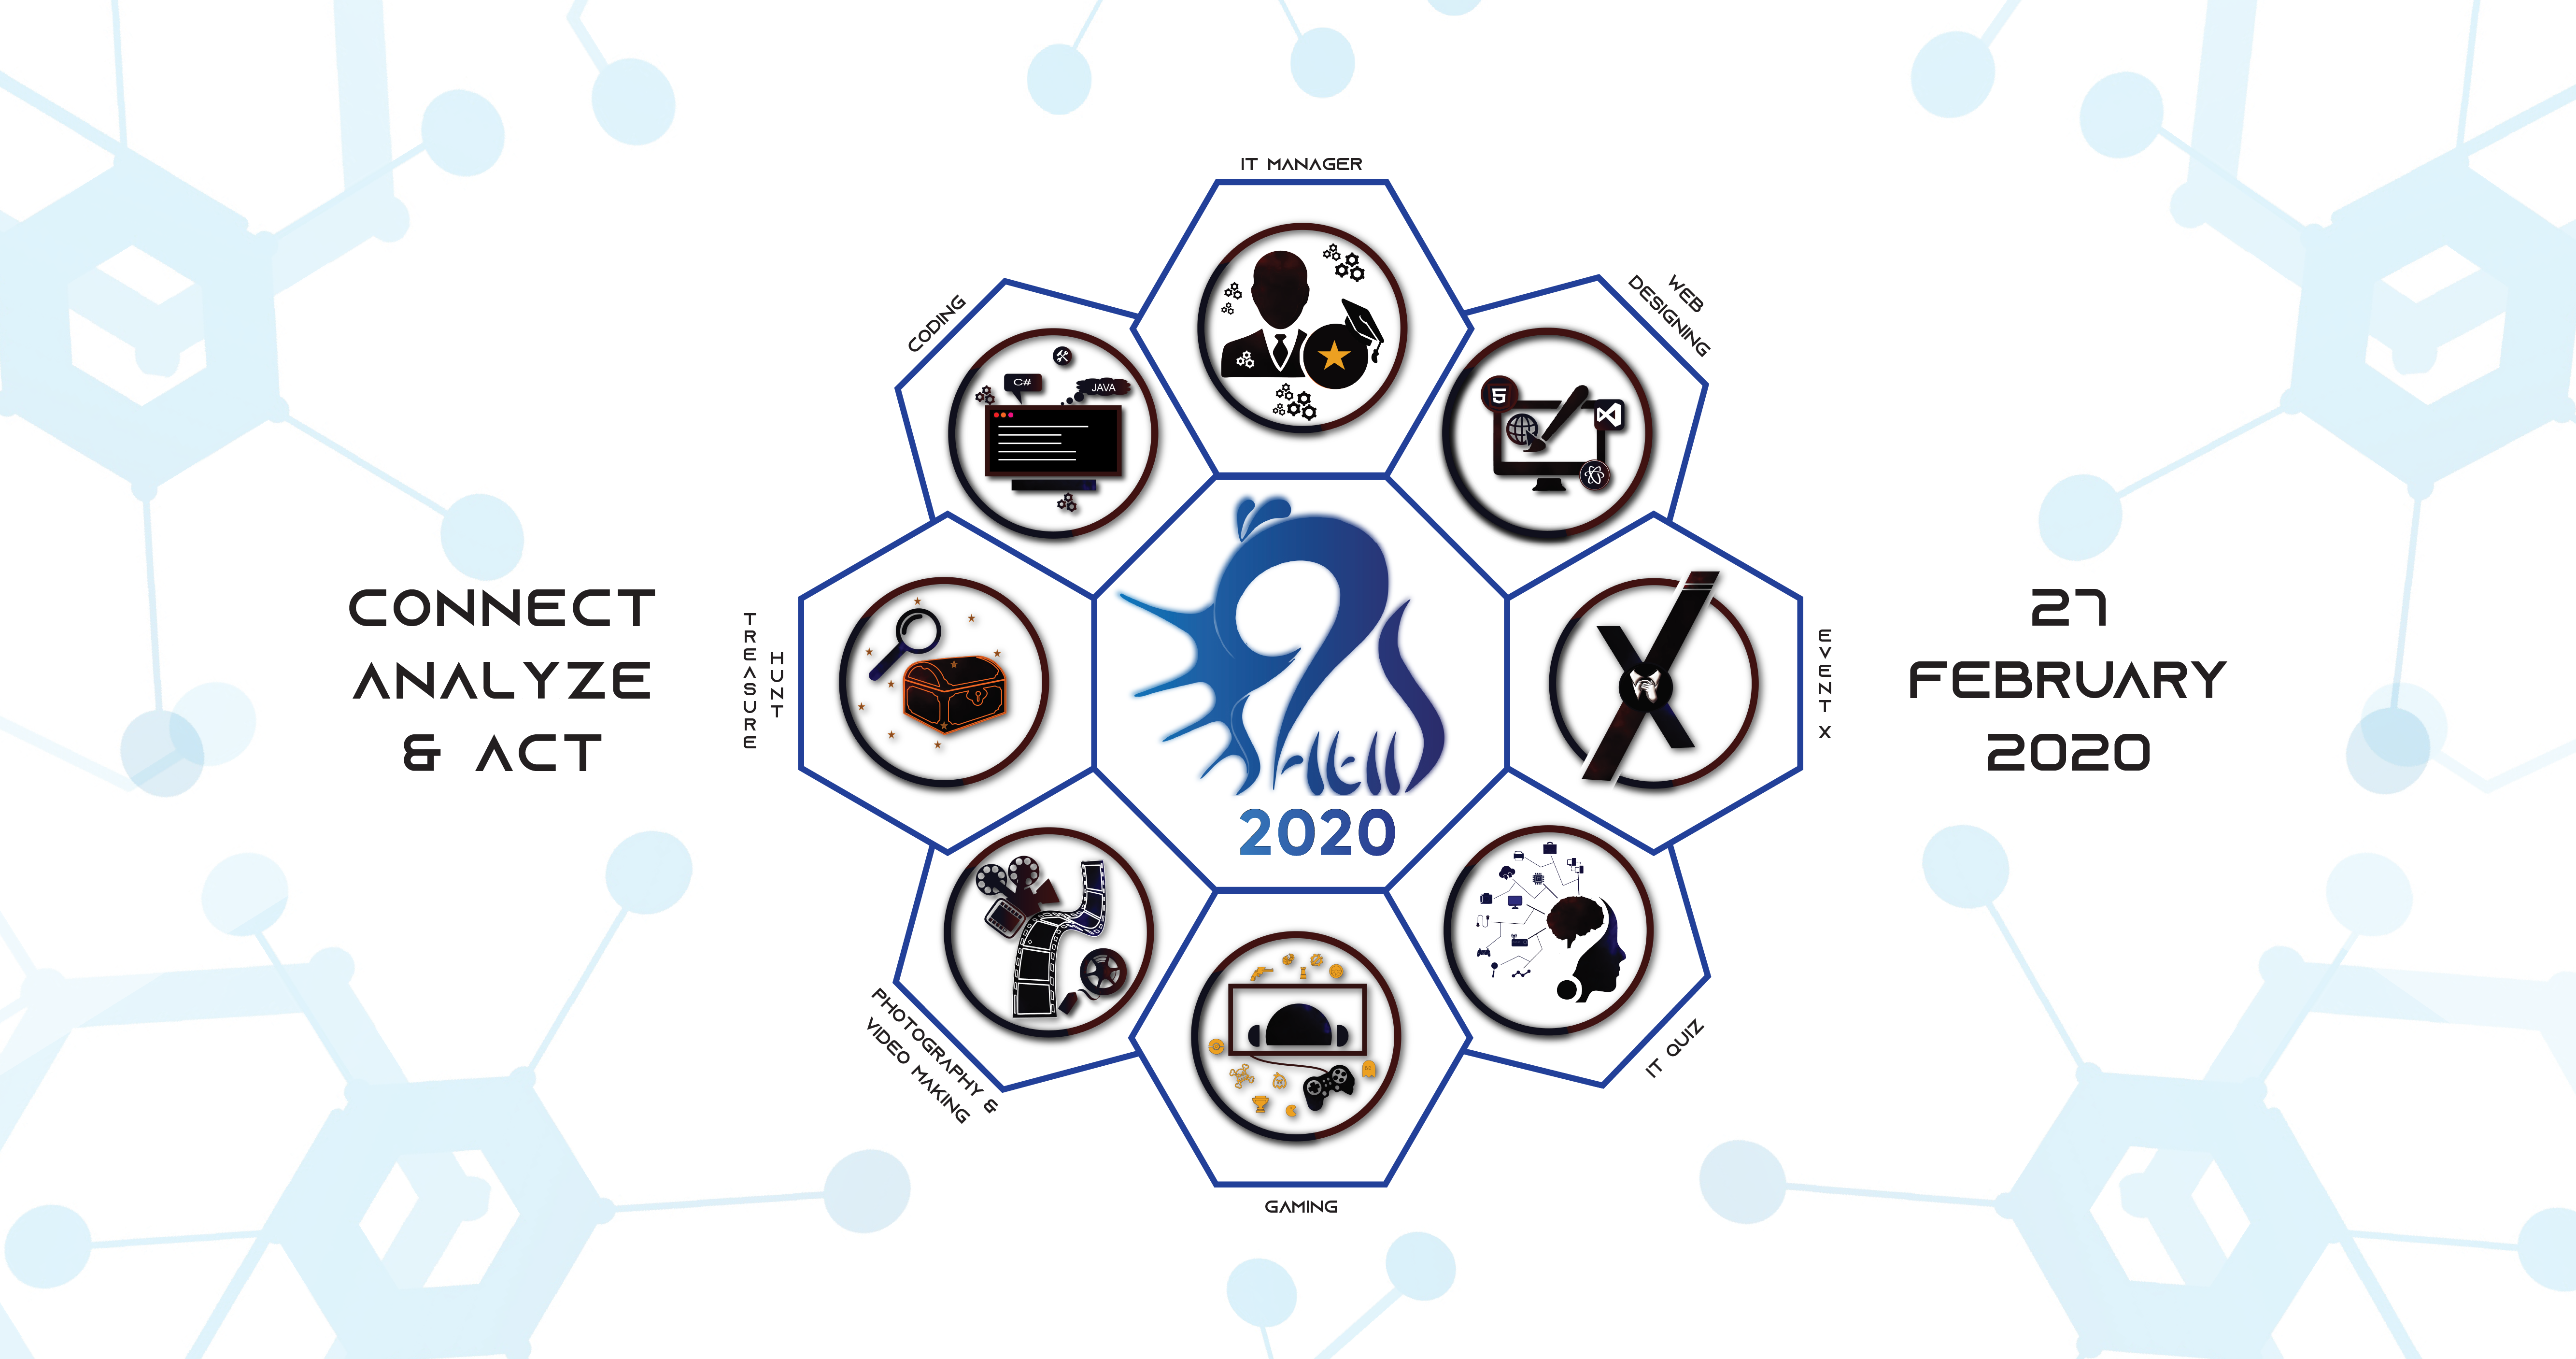 IT MANAGER
WEB
DESIGNING
CODING
C#
JAVA
5
CONNECT
ANALYZE
& ACT
TREASURE
HUNT
EVENT X
27
FEBRUARY
2020
2020
PHOTOGRAPHY &
VIDEO MAKING
IT QUIZ
GAMING